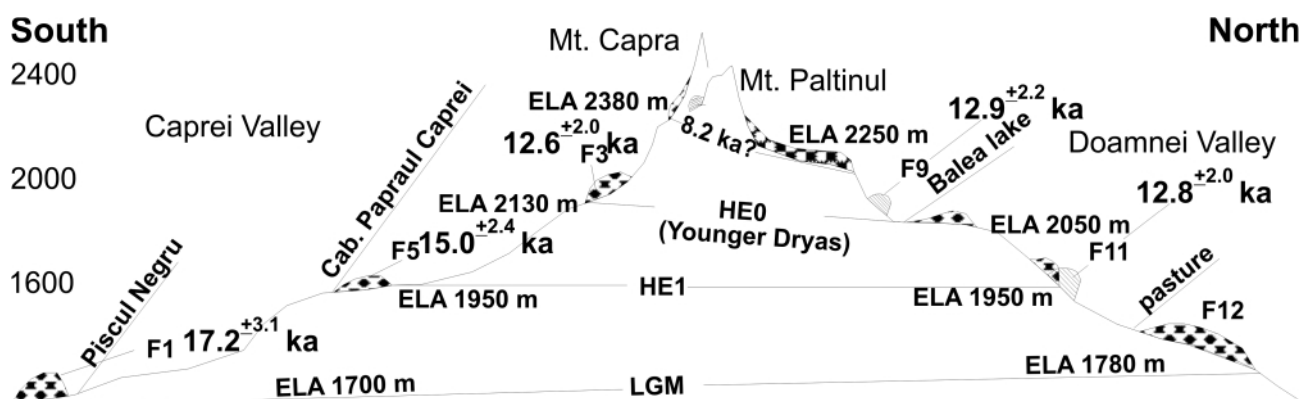 South
North
Mt. Capra
2400
Mt. Paltinul
ELA 2380 m
12.9±2.2 ka
Caprei Valley
8.2 ka?
ELA 2250 m
Doamnei Valley
12.6±2.0 ka
F3
Cab. Papraul Caprei
F9
Balea lake
2000
12.8±2.0 ka
ELA 2130 m
HE0
(Younger Dryas)
ELA 2050 m
F5 15.0±2.4 ka
F11
1600
ELA 1950 m
HE1
ELA 1950 m
pasture
Piscul Negru
F12
F1 17.2±3.1 ka
ELA 1700 m
LGM
ELA 1780 m